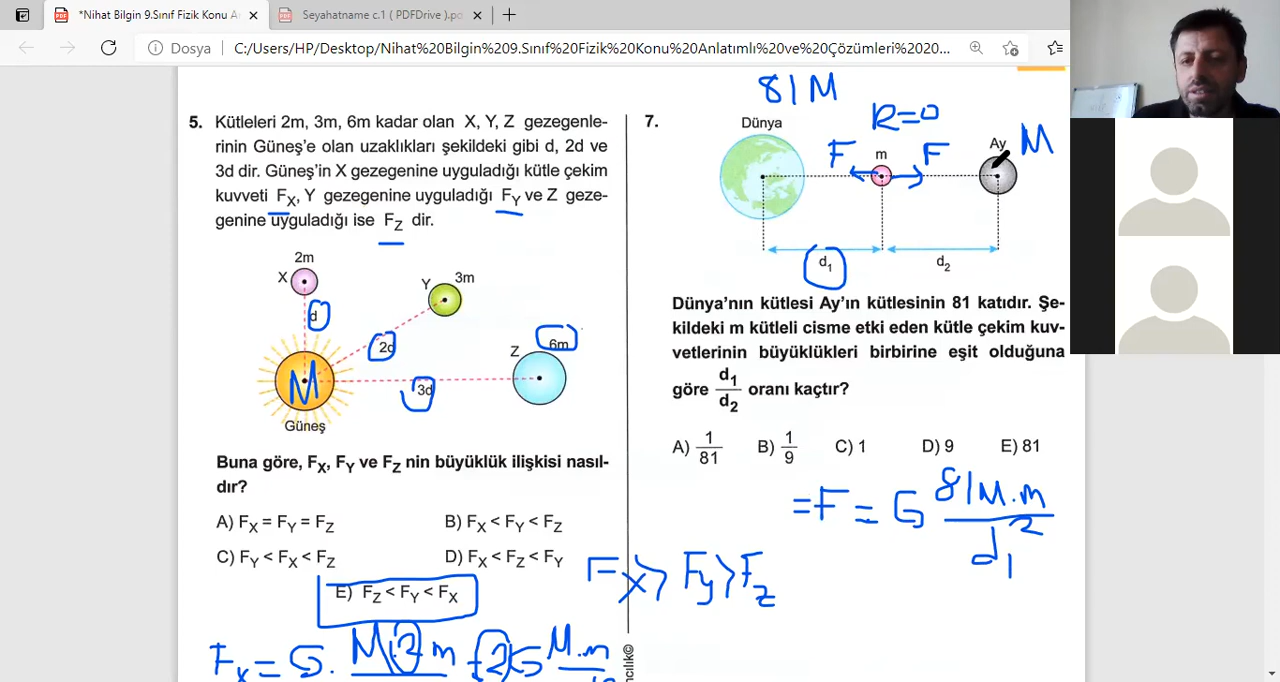 *Nihat Bilgin 9.Sınıf Fizik Konu A
Seyahatname c.1 ( PDFDrive ).p
Dosya
C:/Users/HP/Desktop/Nihat%20Bilgin%209.Sınıf%20Fizik%20Konu%20Anlatımlı%20ve%20Çözümleri%2020...
5. Kütleleri 2m, 3m, 6m kadar olan X, Y, Z gezegenle-
rinin Güneş'e olan uzaklıkları şekildeki gibi d, 2d ve
3d dir. Güneş'in X gezegenine uyguladığı kütle çekim
kuvveti FX, Y gezegenine uyguladığı FY ve Z geze-
genine uyguladığı ise FZ dir.
2m
X
Y
3m
d
2d
Z
6m
M
3d
Güneş
Buna göre, FX, FY ve FZ nin büyüklük ilişkisi nasıl-
dır?
A) FX = FY = FZ
B) FX < FY < FZ
C) FY < FX < FZ
D) FX < FZ < FY
E) FZ < FY < FX
Fx > Fy > Fz
Fx = G. M.2m = 2G M.m
7.
81M
Dünya
R=0
F
m
F
Ay
M
d1
d2
Dünya'nın kütlesi Ay'ın kütlesinin 81 katıdır. Şe-
kildeki m kütleli cisme etki eden kütle çekim kuv-
vetlerinin büyüklükleri birbirine eşit olduğuna
göre d1/d2 oranı kaçtır?
A) 1/81
B) 1/9
C) 1
D) 9
E) 81
=F = G 81M.m/d1²
cılık©